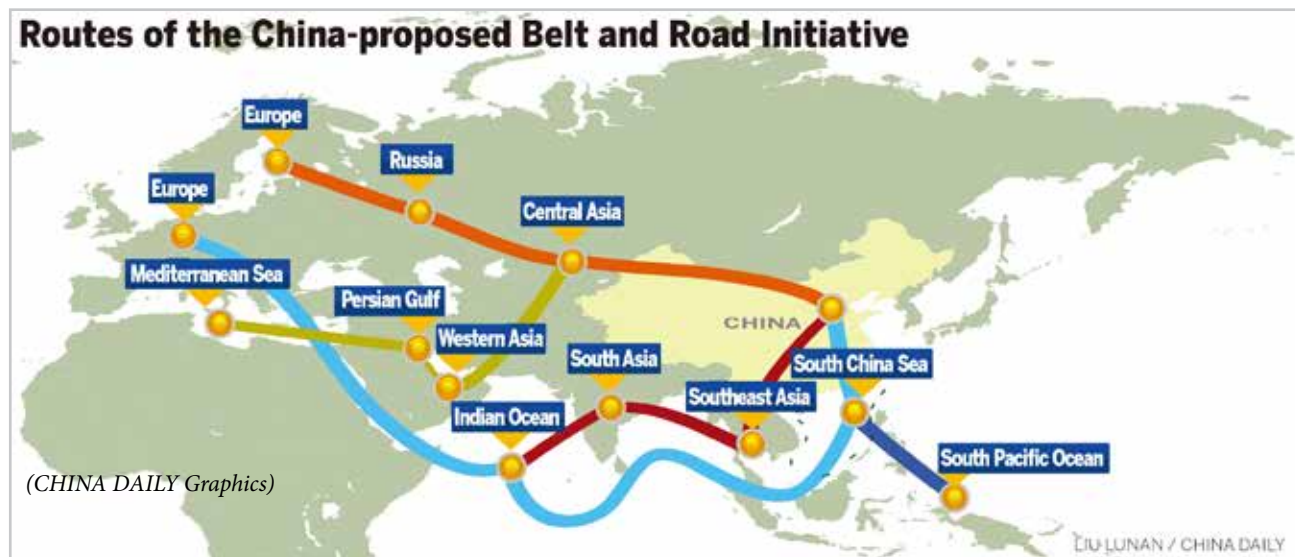 Routes of the China-proposed Belt and Road Initiative
Europe
Russia
Europe
Central Asia
Mediterranean Sea
Persian Gulf
Western Asia
CHINA
South Asia
South China Sea
Southeast Asia
Indian Ocean
South Pacific Ocean
(CHINA DAILY Graphics)
LIU LUNAN / CHINA DAILY